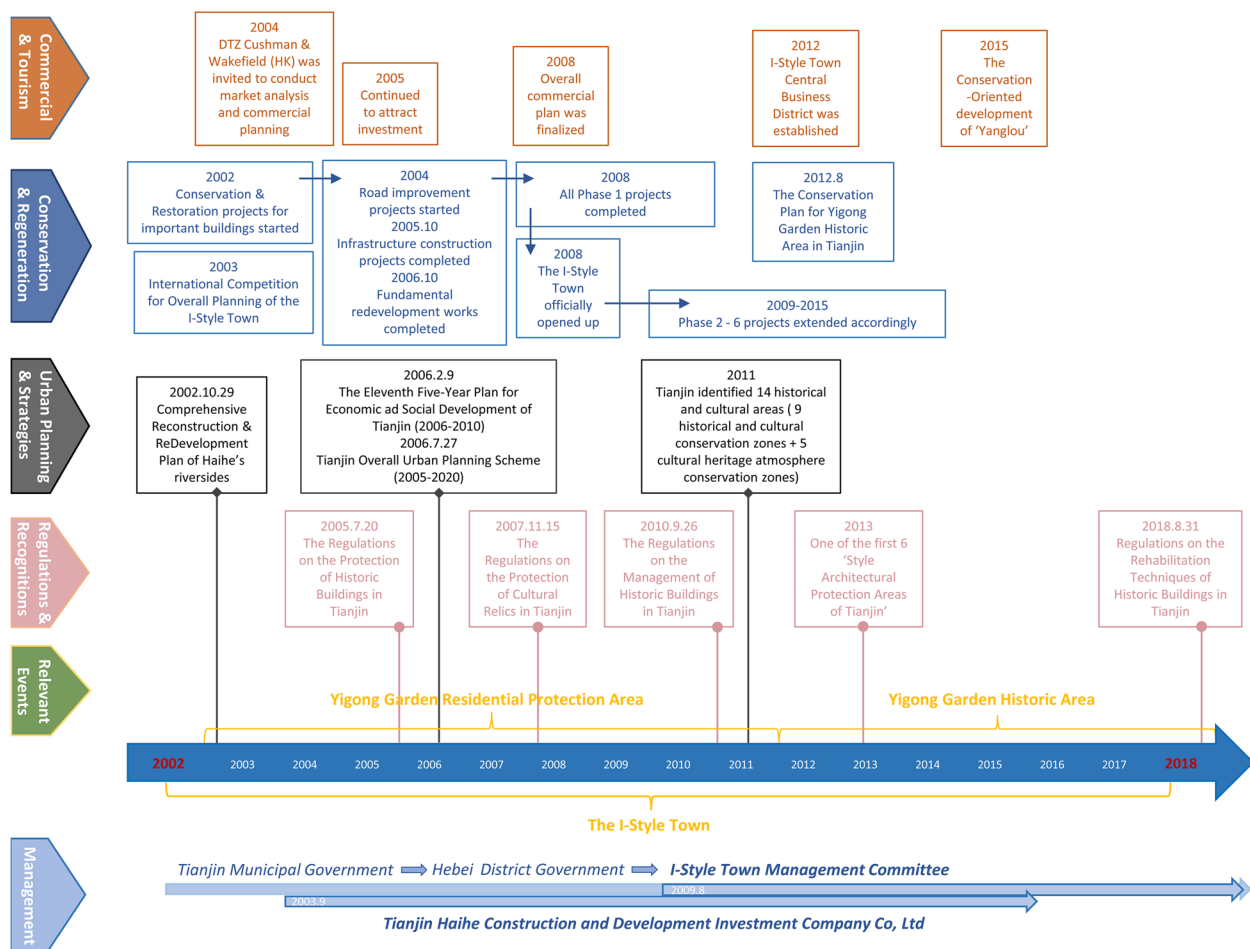 Commercial
& Tourism
2004
DTZ Cushman &
Wakefield (HK) was
invited to conduct
market analysis
and commercial
planning
2005
Continued
to attract
investment
2008
Overall
commercial
plan was
finalized
2012
I-Style Town
Central
Business
District was
established
2015
The
Conservation
-Oriented
development
of ‘Yanglou’
Conservation
& Regeneration
2002
Conservation &
Restoration projects for
important buildings started
2003
International Competition
for Overall Planning of the
I-Style Town
2004
Road improvement
projects started
2005.10
Infrastructure construction
projects completed
2006.10
Fundamental
redevelopment works
completed
2008
All Phase 1 projects
completed
2008
The I-Style
Town
officially
opened up
2012.8
The Conservation
Plan for Yigong
Garden Historic
Area in Tianjin
2009-2015
Phase 2 - 6 projects extended accordingly
Urban Planning
& Strategies
2002.10.29
Comprehensive
Reconstruction &
ReDevelopment
Plan of Haihe’s
riversides
2006.2.9
The Eleventh Five-Year Plan for
Economic ad Social Development of
Tianjin (2006-2010)
2006.7.27
Tianjin Overall Urban Planning Scheme
(2005-2020)
2011
Tianjin identified 14 historical
and cultural areas ( 9
historical and cultural
conservation zones + 5
cultural heritage atmosphere
conservation zones)
Regulations &
Recognitions
2005.7.20
The Regulations
on the Protection
of Historic
Buildings in
Tianjin
2007.11.15
The
Regulations on
the Protection
of Cultural
Relics in Tianjin
2010.9.26
The Regulations
on the
Management of
Historic Buildings
in Tianjin
2013
One of the first 6
‘Style
Architectural
Protection Areas
of Tianjin’
2018.8.31
Regulations on the
Rehabilitation
Techniques of
Historic Buildings in
Tianjin
Relevant
Events
Yigong Garden Residential Protection Area
Yigong Garden Historic Area
2002 2003 2004 2005 2006 2007 2008 2009 2010 2011 2012 2013 2014 2015 2016 2017 2018
The I-Style Town
Management
Tianjin Municipal Government Hebei District Government I-Style Town Management Committee
2009.8
2003.9
Tianjin Haihe Construction and Development Investment Company Co, Ltd